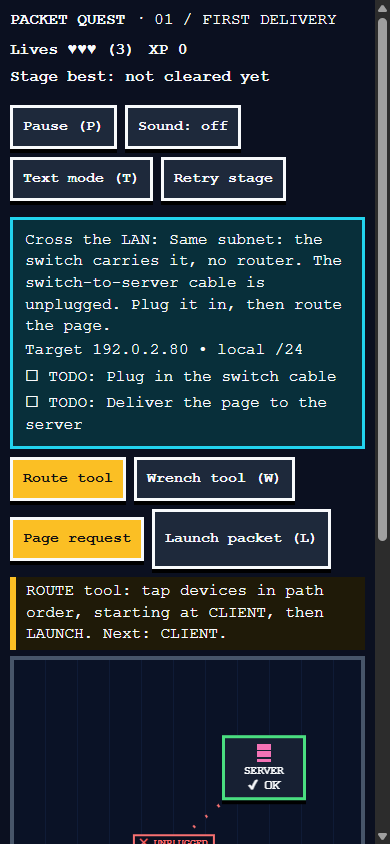 PACKET QUEST · 01 / FIRST DELIVERY
Lives ♥♥♥ (3) XP 0
Stage best: not cleared yet
Pause (P) Sound: off
Text mode (T) Retry stage
Cross the LAN: Same subnet: the
switch carries it, no router. The
switch-to-server cable is
unplugged. Plug it in, then route
the page.
Target 192.0.2.80 • local /24
☐ TODO: Plug in the switch cable
☐ TODO: Deliver the page to the
server
Route tool Wrench tool (W)
Page request Launch packet (L)
ROUTE tool: tap devices in path
order, starting at CLIENT, then
LAUNCH. Next: CLIENT.
SERVER
✓ OK
✕ UNPLUGGED